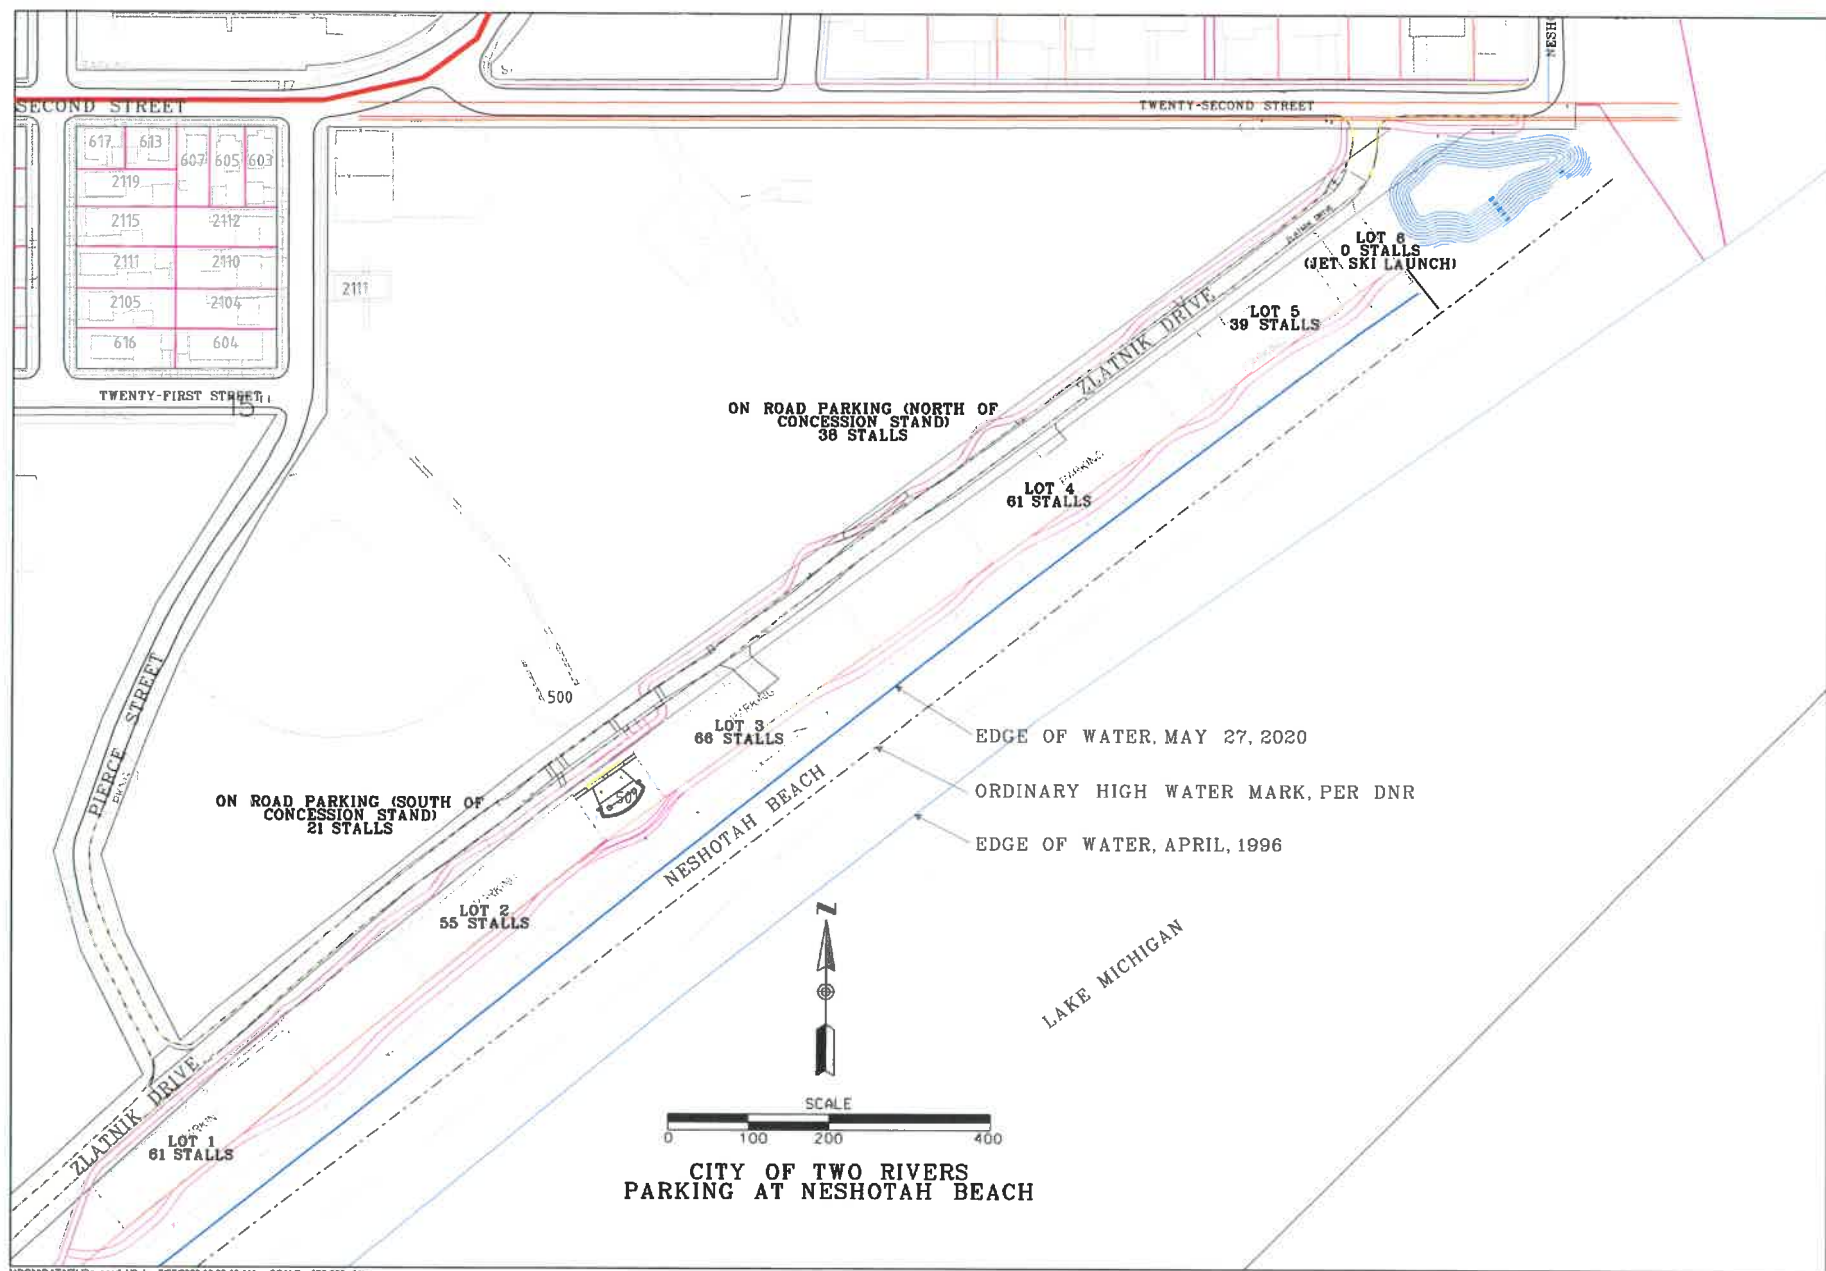 SECOND STREET
TWENTY-SECOND STREET
617
613
607
605
603
2119
2115
2112
2111
2110
2105
2104
616
604
2111
TWENTY-FIRST STREET
15
LOT 6
0 STALLS
(JET SKI LAUNCH)
LOT 5
39 STALLS
ZLATNIK DRIVE
ON ROAD PARKING (NORTH OF
CONCESSION STAND)
38 STALLS
PARKING
LOT 4
61 STALLS
PIERCE STREET
500
PARKING
LOT 3
66 STALLS
EDGE OF WATER, MAY 27, 2020
ORDINARY HIGH WATER MARK, PER DNR
EDGE OF WATER, APRIL, 1996
NESHOTAH BEACH
ON ROAD PARKING (SOUTH OF
CONCESSION STAND)
21 STALLS
LOT 2
55 STALLS
LAKE MICHIGAN
ZLATNIK DRIVE
LOT 1
61 STALLS
SCALE
0 100 200 400
CITY OF TWO RIVERS
PARKING AT NESHOTAH BEACH